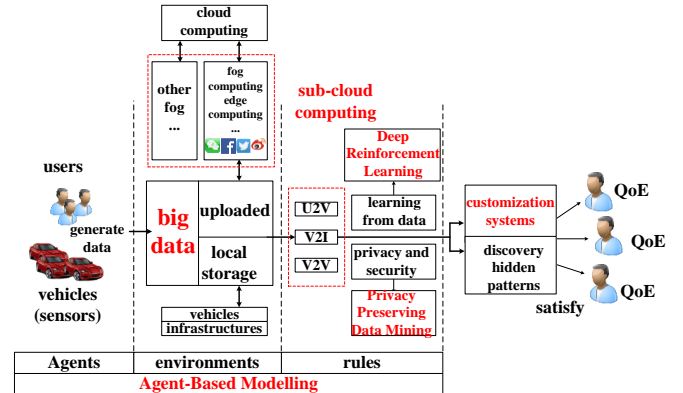 cloud
computing
other
fog
...
fog
computing
edge
computing
...
sub-cloud
computing
users
generate
data
vehicles
(sensors)
big
data
uploaded
local
storage
vehicles
infrastructures
U2V
V2I
V2V
Deep
Reinforcement
Learning
learning
from data
privacy and
security
Privacy
Preserving
Data Mining
customization
systems
discovery
hidden
patterns
satisfy
QoE
QoE
QoE
Agents
environments
rules
Agent-Based Modelling